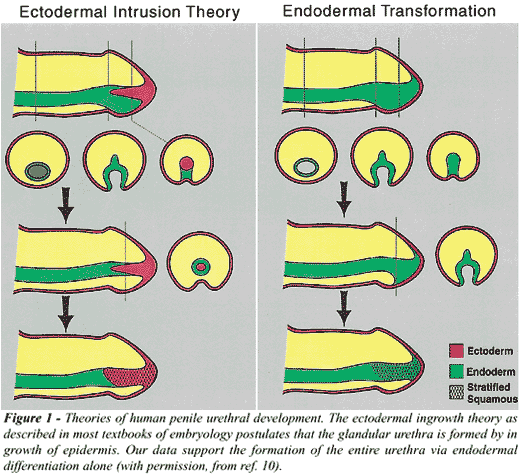 Ectodermal Intrusion Theory
Endodermal Transformation
Ectoderm
Endoderm
Stratified
Squamous
Figure 1 - Theories of human penile urethral development. The ectodermal ingrowth theory as
described in most textbooks of embryology postulates that the glandular urethra is formed by in
growth of epidermis. Our data support the formation of the entire urethra via endodermal
differentiation alone (with permission, from ref. 10).